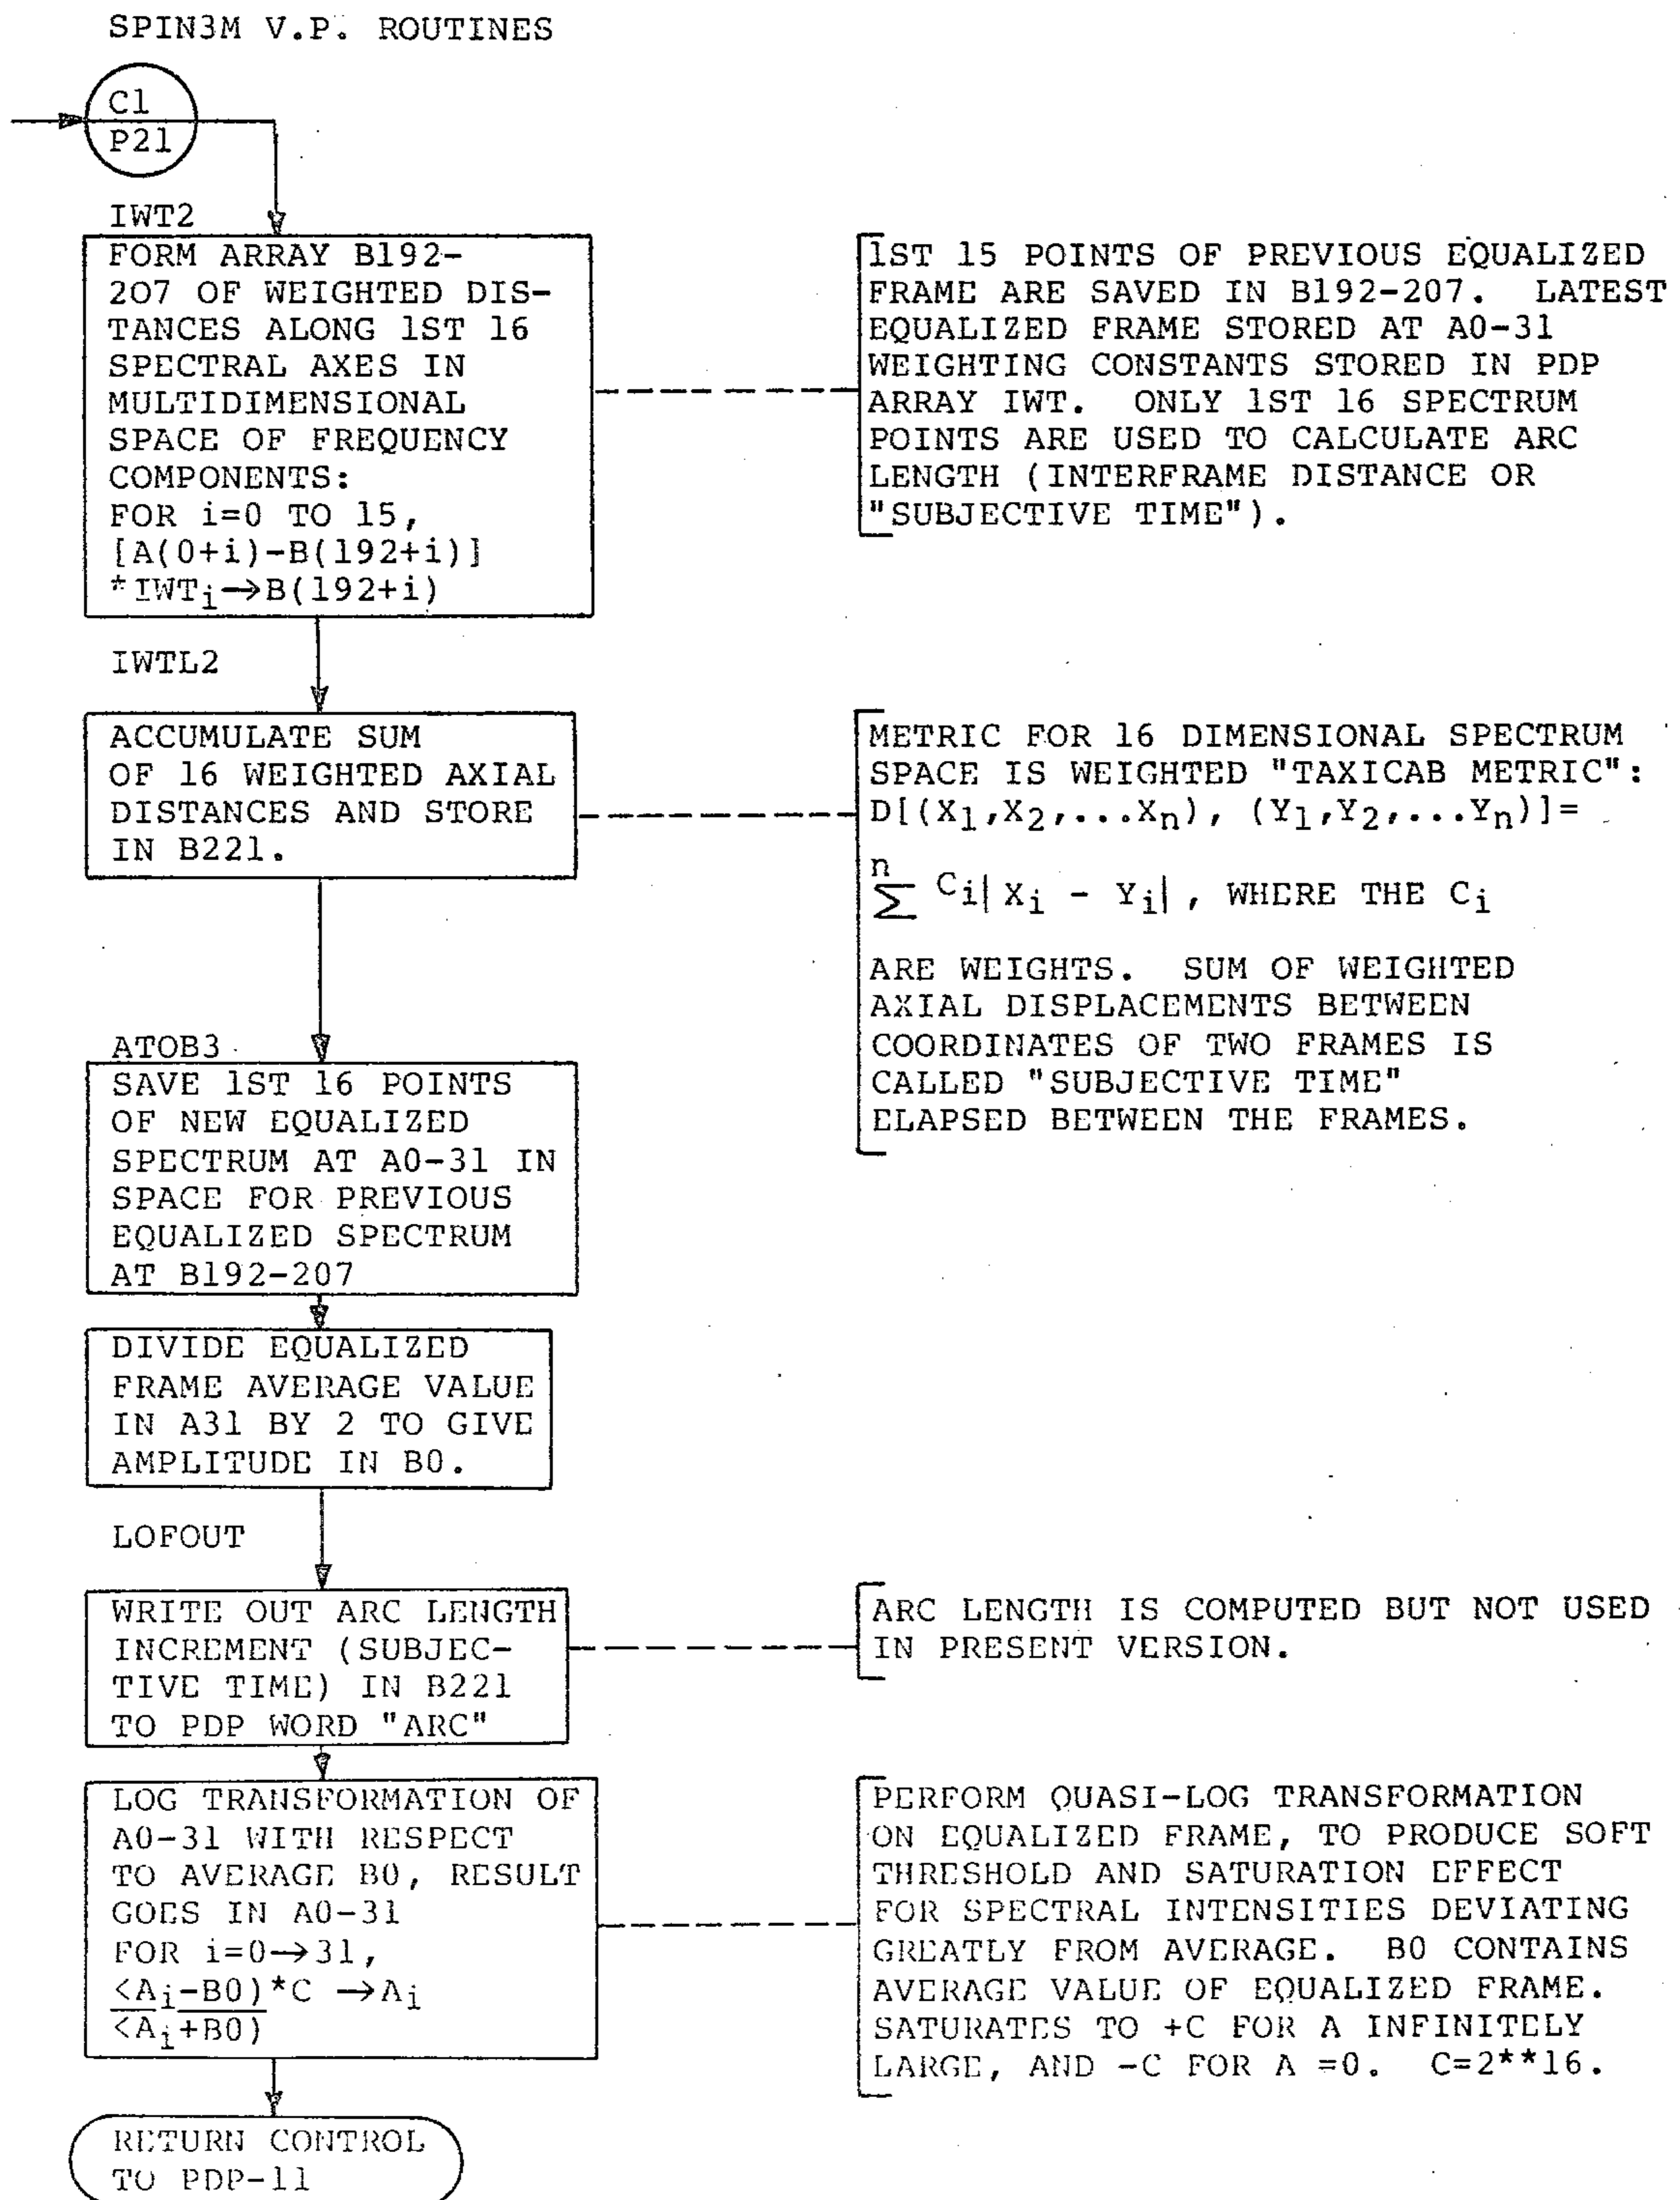 SPIN3M V.P. ROUTINES
C1
P21
IWT2
FORM ARRAY B192-
207 OF WEIGHTED DIS-
TANCES ALONG 1ST 16
SPECTRAL AXES IN
MULTIDIMENSIONAL
SPACE OF FREQUENCY
COMPONENTS:
FOR i=0 TO 15,
[A(0+i)-B(192+i)]
*IWTi→B(192+i)
1ST 15 POINTS OF PREVIOUS EQUALIZED
FRAME ARE SAVED IN B192-207. LATEST
EQUALIZED FRAME STORED AT A0-31
WEIGHTING CONSTANTS STORED IN PDP
ARRAY IWT. ONLY 1ST 16 SPECTRUM
POINTS ARE USED TO CALCULATE ARC
LENGTH (INTERFRAME DISTANCE OR
"SUBJECTIVE TIME").
IWTL2
ACCUMULATE SUM
OF 16 WEIGHTED AXIAL
DISTANCES AND STORE
IN B221.
METRIC FOR 16 DIMENSIONAL SPECTRUM
SPACE IS WEIGHTED "TAXICAB METRIC":
D[(X1,X2,...Xn), (Y1,Y2,...Yn)]=
n
∑ Ci| Xi - Yi| , WHERE THE Ci
ARE WEIGHTS. SUM OF WEIGHTED
AXIAL DISPLACEMENTS BETWEEN
COORDINATES OF TWO FRAMES IS
CALLED "SUBJECTIVE TIME"
ELAPSED BETWEEN THE FRAMES.
ATOB3
SAVE 1ST 16 POINTS
OF NEW EQUALIZED
SPECTRUM AT A0-31 IN
SPACE FOR PREVIOUS
EQUALIZED SPECTRUM
AT B192-207
DIVIDE EQUALIZED
FRAME AVERAGE VALUE
IN A31 BY 2 TO GIVE
AMPLITUDE IN B0.
LOFOUT
WRITE OUT ARC LENGTH
INCREMENT (SUBJEC-
TIVE TIME) IN B221
TO PDP WORD "ARC"
ARC LENGTH IS COMPUTED BUT NOT USED
IN PRESENT VERSION.
LOG TRANSFORMATION OF
A0-31 WITH RESPECT
TO AVERAGE B0, RESULT
GOES IN A0-31
FOR i=0→31,
<Ai-B0)*C →Ai
<Ai+B0)
PERFORM QUASI-LOG TRANSFORMATION
ON EQUALIZED FRAME, TO PRODUCE SOFT
THRESHOLD AND SATURATION EFFECT
FOR SPECTRAL INTENSITIES DEVIATING
GREATLY FROM AVERAGE. B0 CONTAINS
AVERAGE VALUE OF EQUALIZED FRAME.
SATURATES TO +C FOR A INFINITELY
LARGE, AND -C FOR A =0. C=2**16.
RETURN CONTROL
TO PDP-11